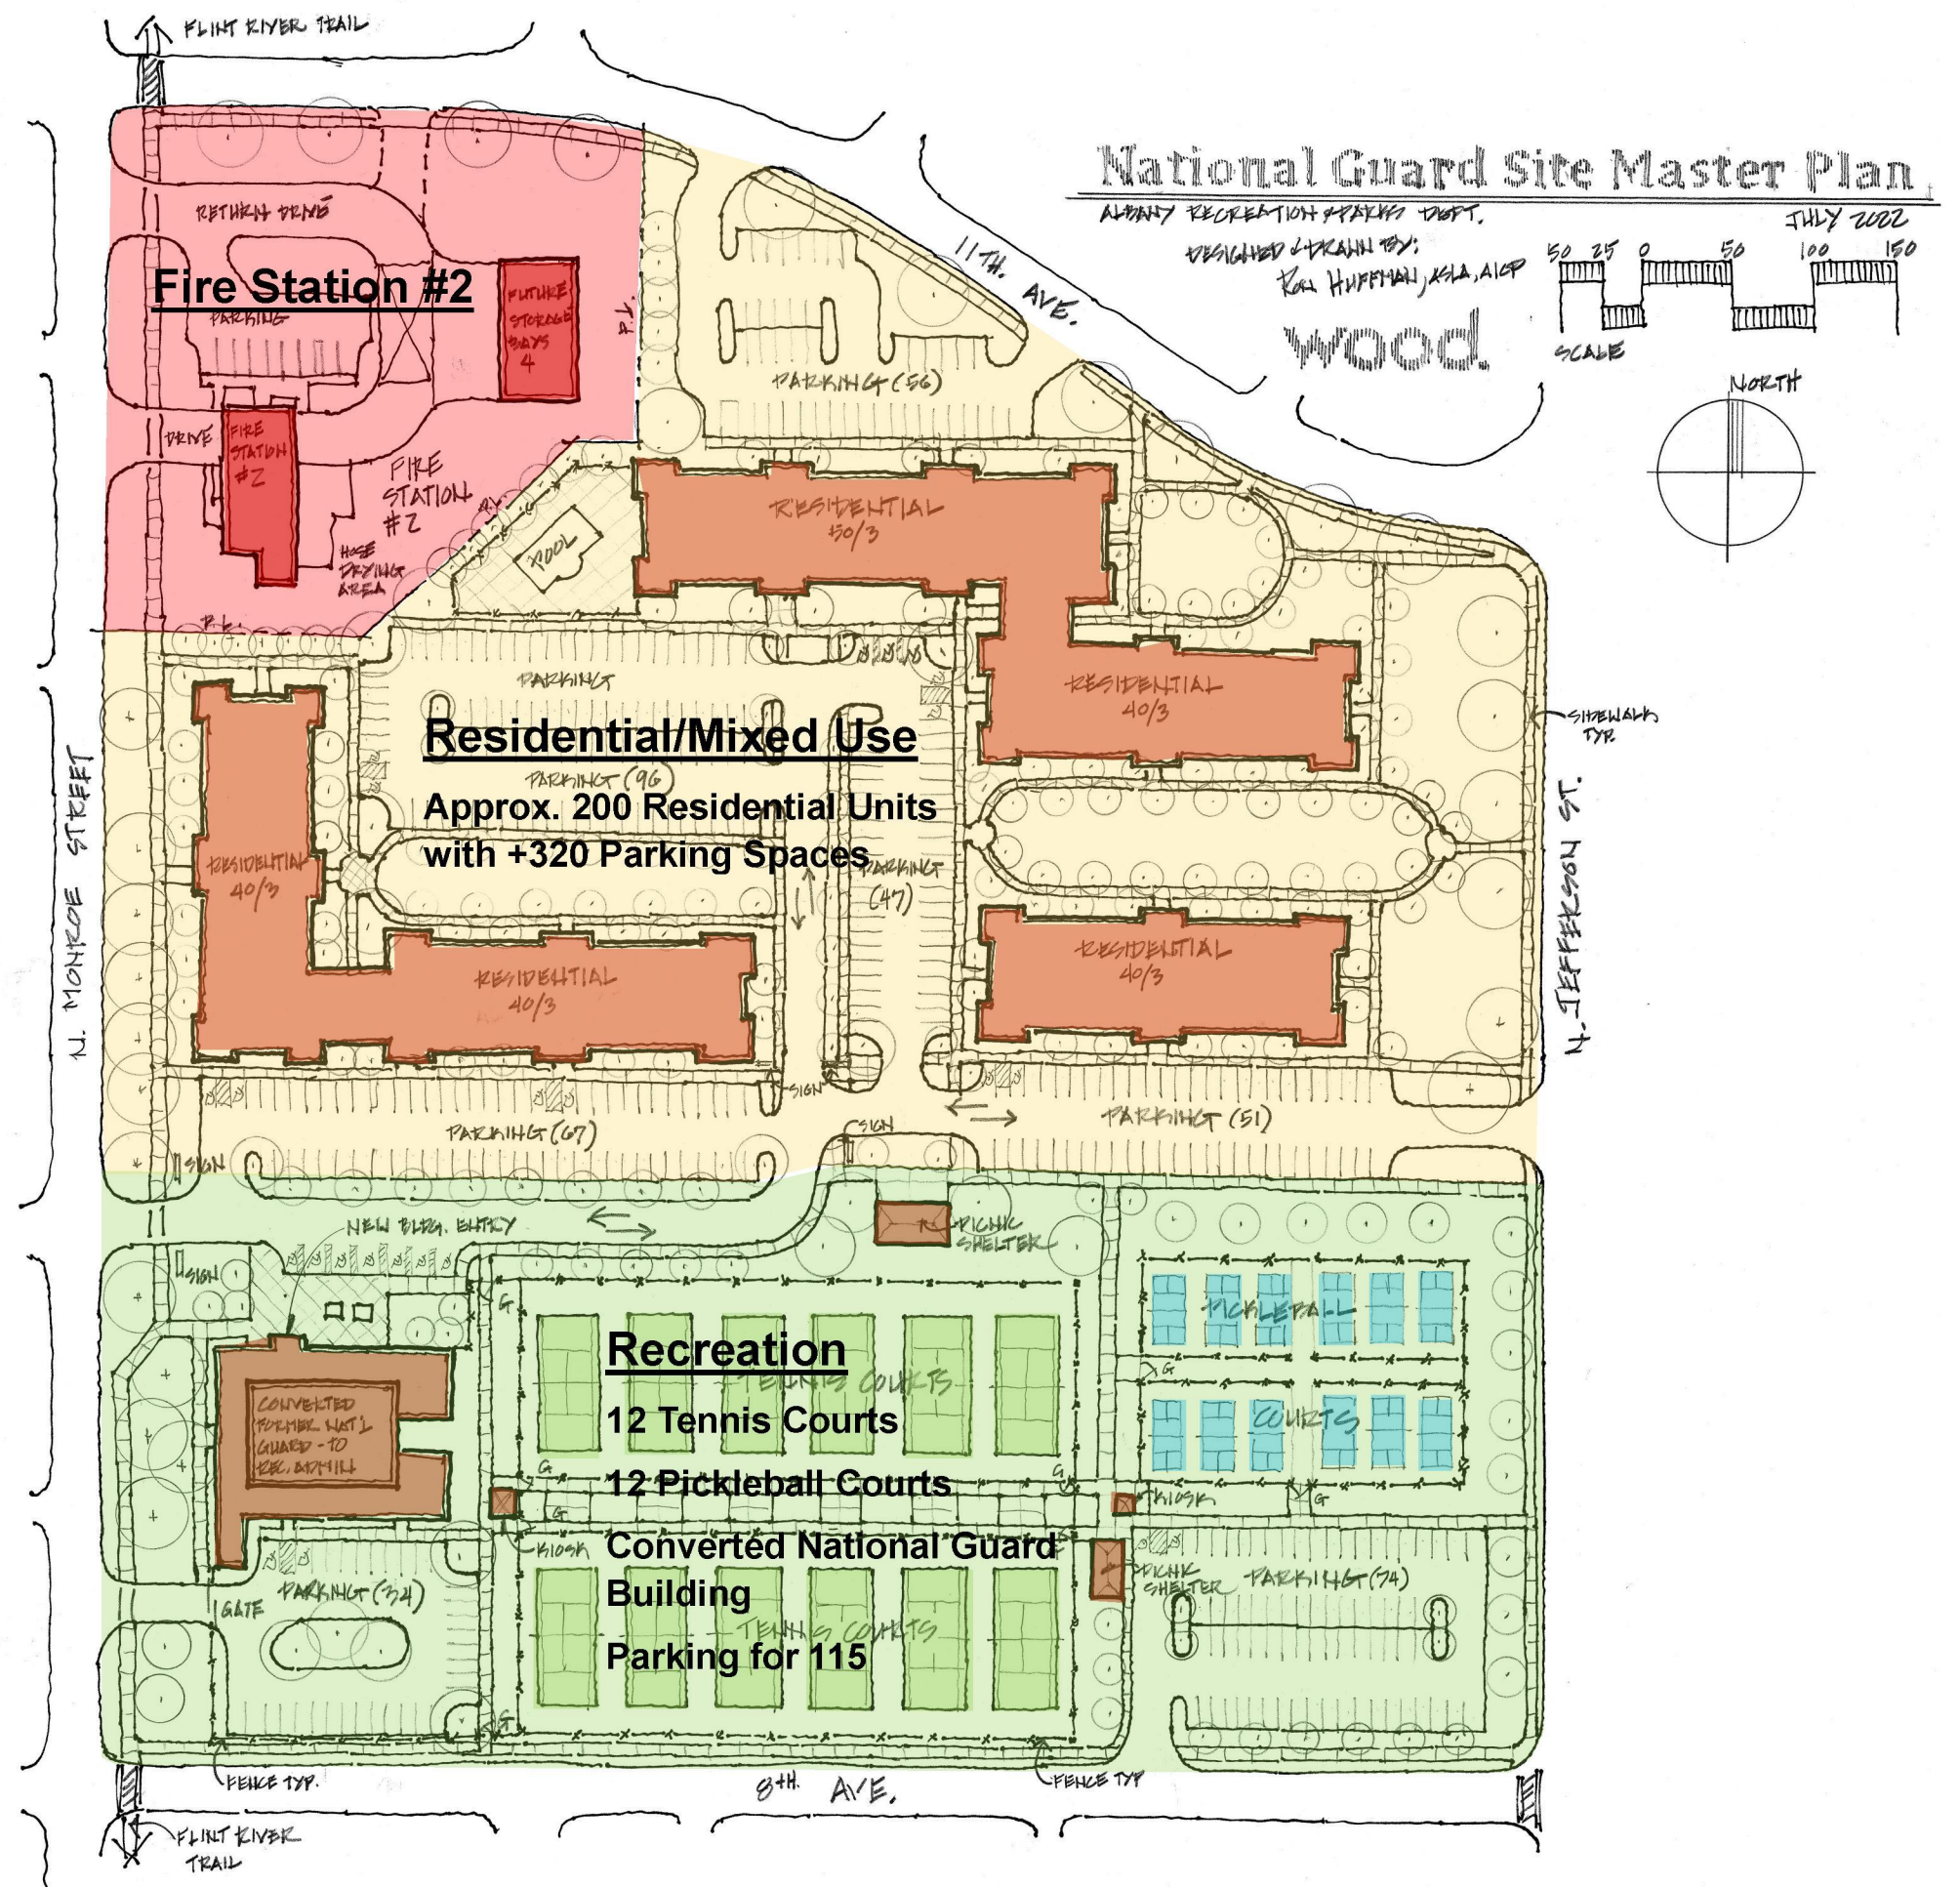 FLINT RIVER TRAIL
National Guard Site Master Plan
ALBANY RECREATION & PARKS DEPT.
JULY 2022
DESIGNED & DRAWN BY:
RON HUFFMAN, ASLA, AICP
wood.
50 25 0 50 100 150
SCALE
NORTH
11TH. AVE.
RETURN DRIVE
Fire Station #2
PARKING
FUTURE
STORAGE
BAYS
4
P.L.
PARKING (56)
DRIVE
FIRE
STATION
#2
FIRE
STATION
#2
HOSE
DRYING
AREA
P.L.
P.L.
POOL
RESIDENTIAL
50/3
PARKING
RESIDENTIAL
40/3
SIDEWALK
TYP.
Residential/Mixed Use
PARKING (96)
Approx. 200 Residential Units
with +320 Parking Spaces
PARKING
(47)
N. MONROE STREET
N. JEFFERSON ST.
RESIDENTIAL
40/3
RESIDENTIAL
40/3
RESIDENTIAL
40/3
SIGN
PARKING (67)
PARKING (51)
SIGN
SIGN
NEW BLDG. ENTRY
PICNIC
SHELTER
SIGN
G
PICKLEBALL
Recreation
TENNIS COURTS
G
CONVERTED
FORMER NAT'L
GUARD - TO
REC. ADMIN
12 Tennis Courts
COURTS
G
G
12 Pickleball Courts
KIOSK
G
G
KIOSK
Converted National Guard
Building
PICNIC
SHELTER
PARKING (74)
PARKING (34)
GATE
TENNIS COURTS
Parking for 115
G
FENCE TYP.
8TH. AVE.
FENCE TYP
FLINT RIVER
TRAIL